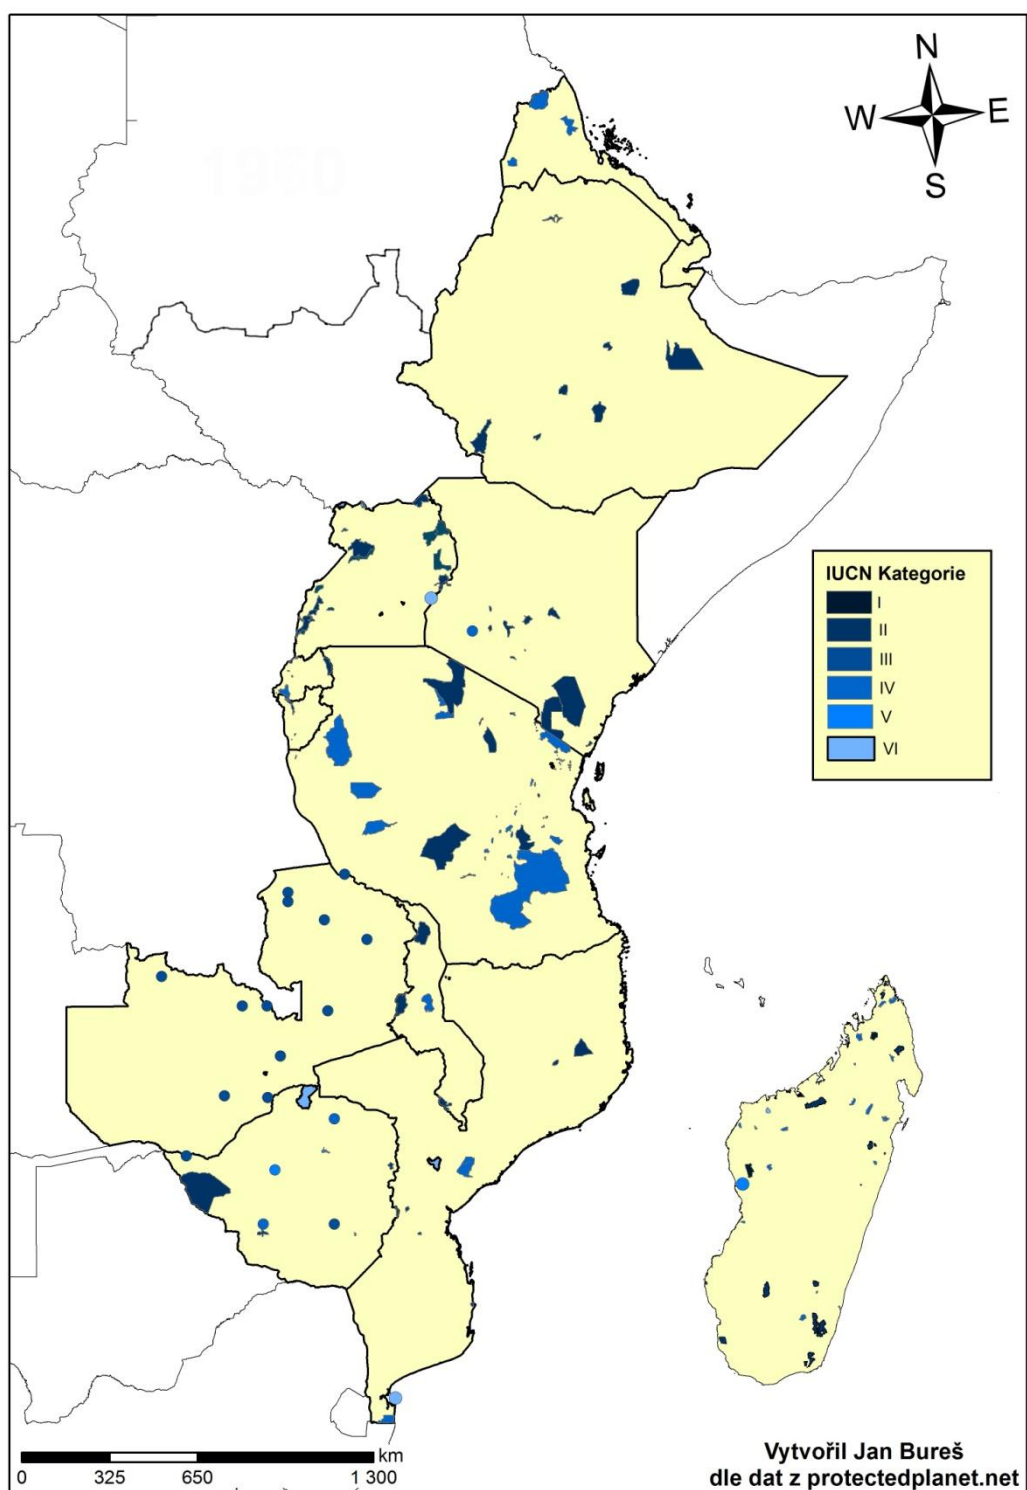 N
W E
S
IUCN Kategorie
I
II
III
IV
V
VI
km
0 325 650 1 300
Vytvořil Jan Bureš
dle dat z protectedplanet.net